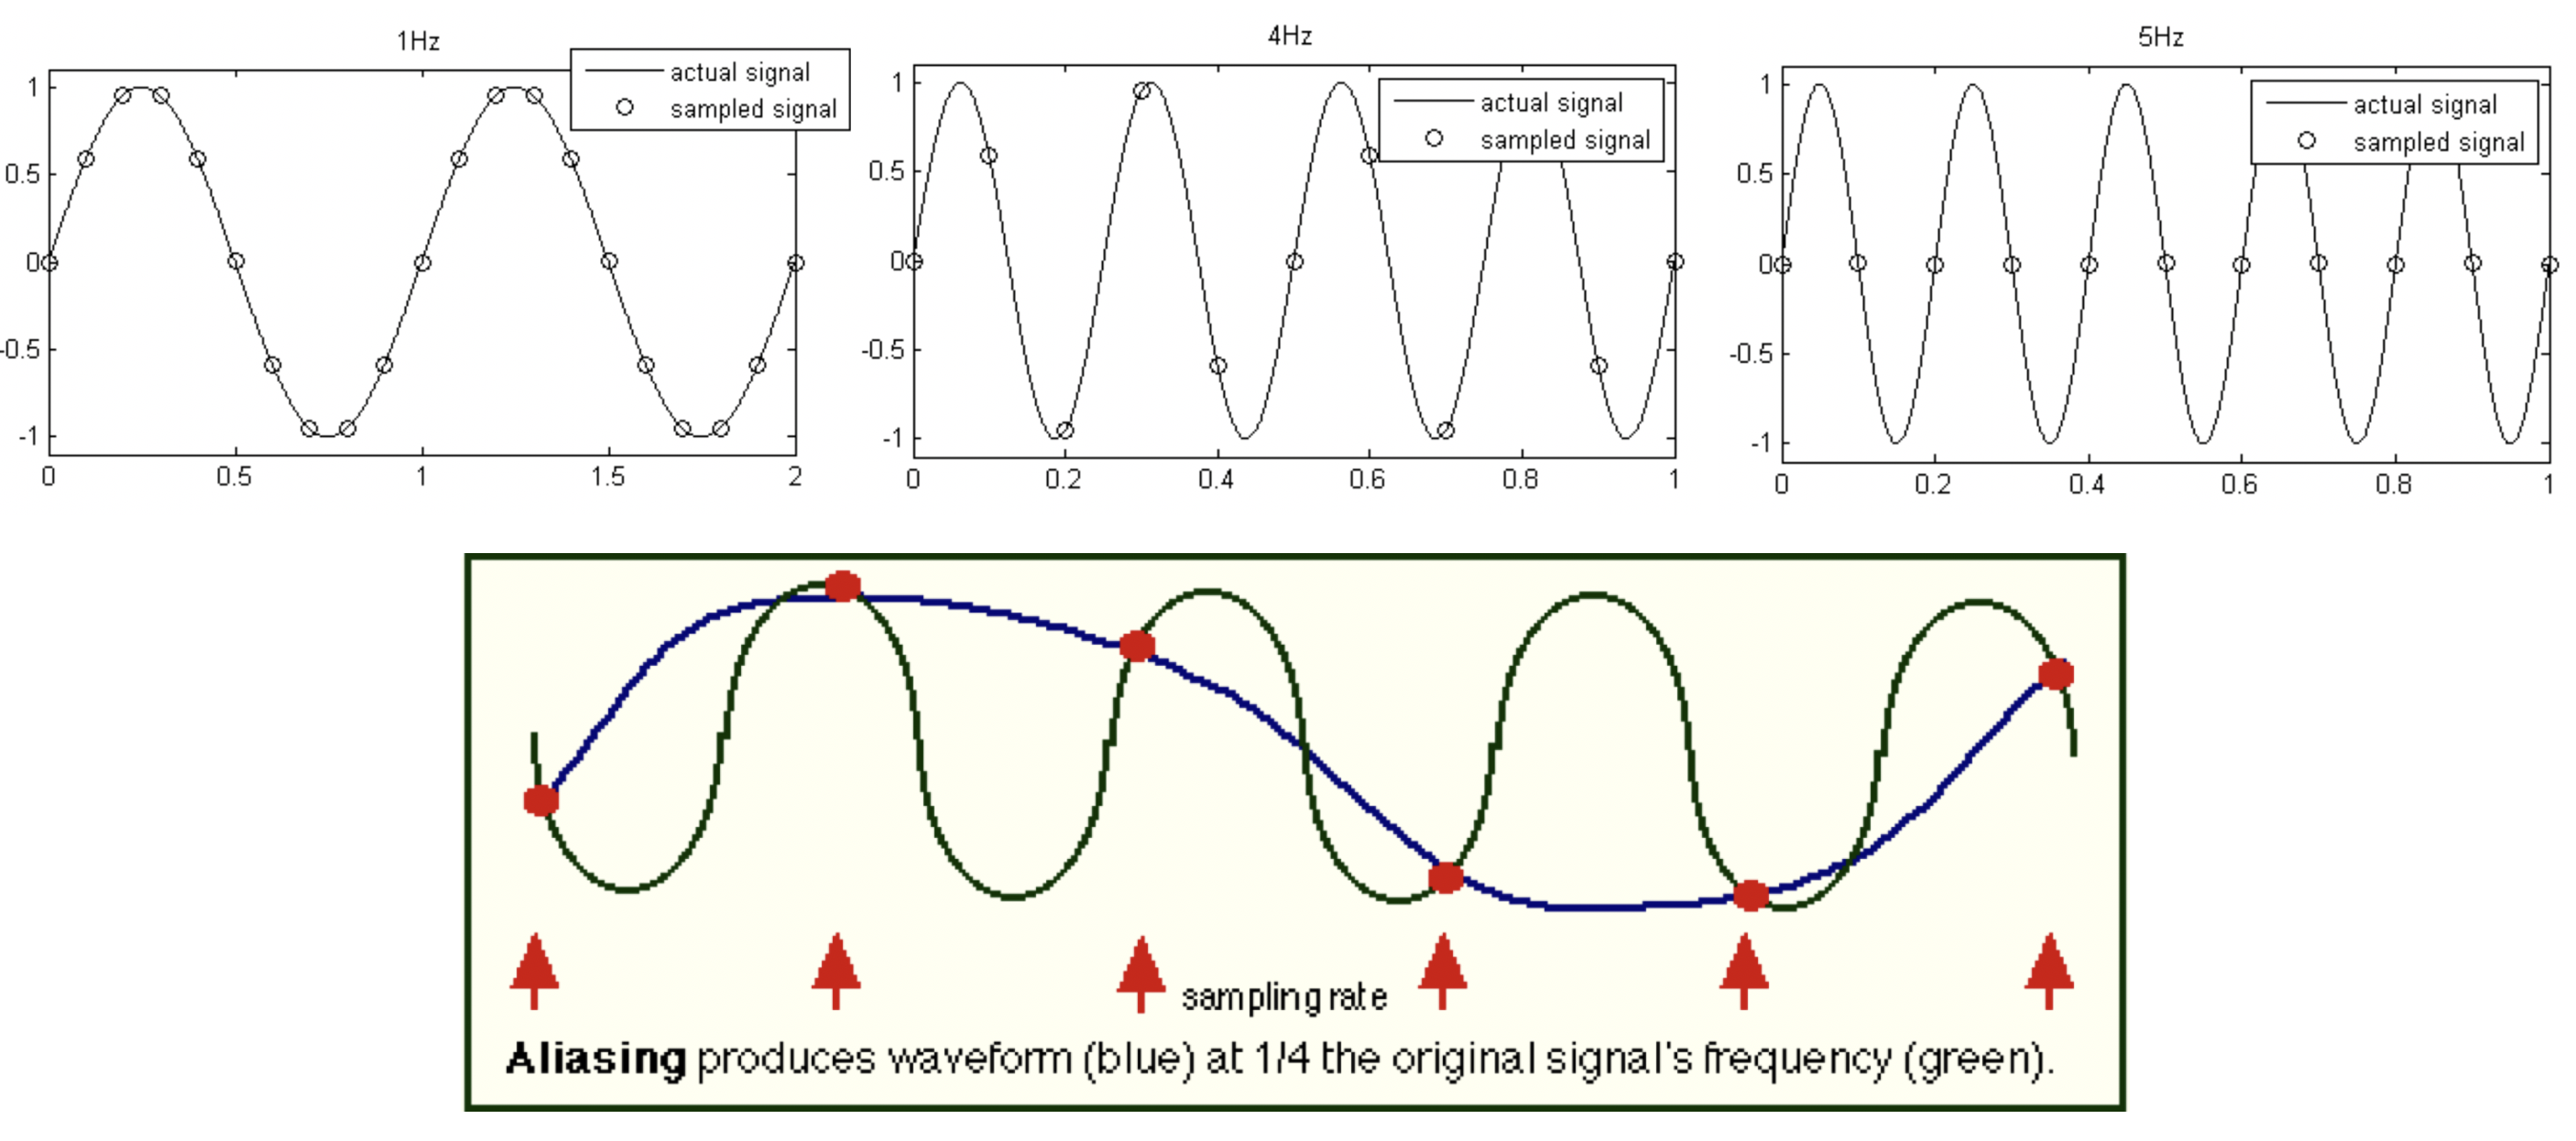 1Hz
actual signal
sampled signal
1
0.5
0
-0.5
-1
0 0.5 1 1.5 2
4Hz
actual signal
sampled signal
1
0.5
0
-0.5
-1
0 0.2 0.4 0.6 0.8 1
5Hz
actual signal
sampled signal
1
0.5
0
-0.5
-1
0 0.2 0.4 0.6 0.8 1
sampling rate
Aliasing produces waveform (blue) at 1/4 the original signal's frequency (green).